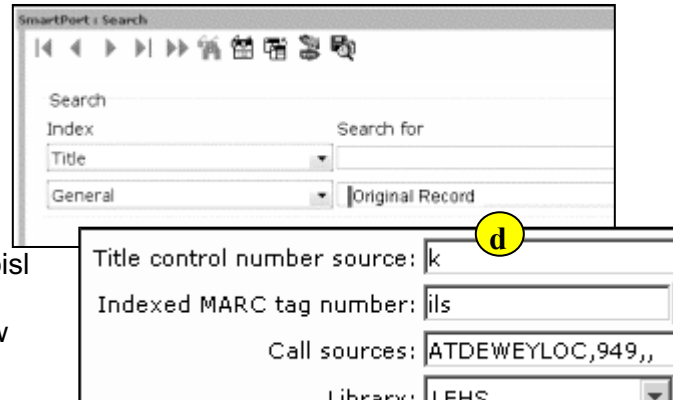 SmartPort : Search
Search
Index Search for
Title
General Original Record
d
Title control number source: k
Indexed MARC tag number: ils
Call sources: ATDEWEYLOC,949,,
Library: LEHS